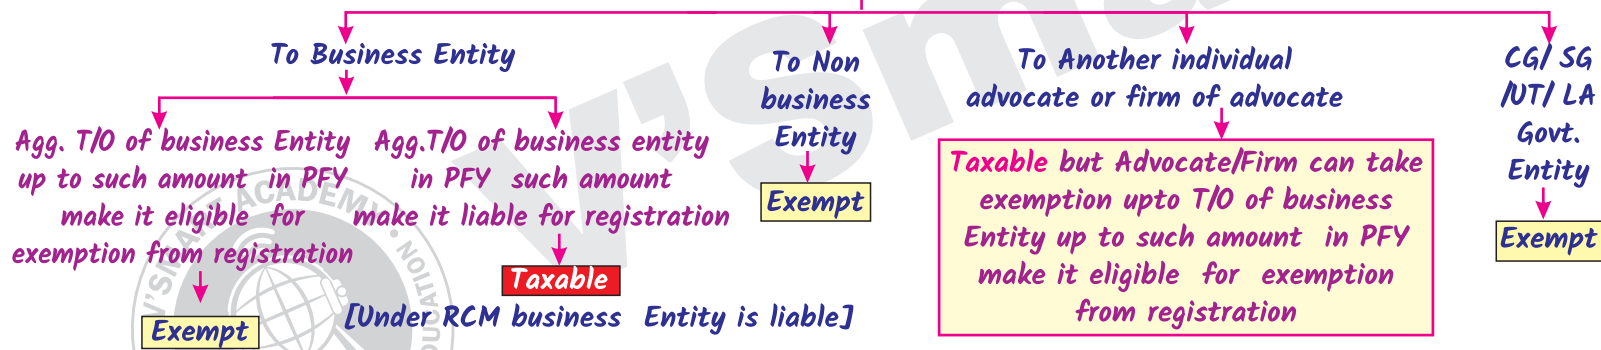 To Business Entity
Agg. T/O of business Entity
up to such amount in PFY
make it eligible for
exemption from registration
Exempt
Agg.T/O of business entity
in PFY such amount
make it liable for registration
Taxable
[Under RCM business Entity is liable]
To Non
business
Entity
Exempt
To Another individual
advocate or firm of advocate
Taxable but Advocate/Firm can take
exemption upto T/O of business
Entity up to such amount in PFY
make it eligible for exemption
from registration
CG/ SG
/UT/ LA
Govt.
Entity
Exempt